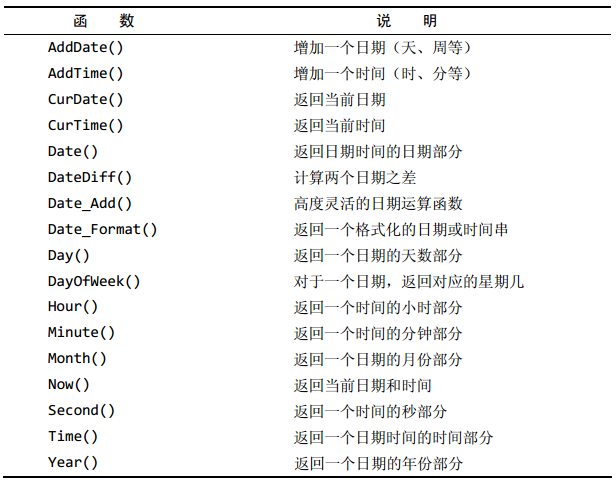 函 数 说 明
AddDate() 增加一个日期（天、周等）
AddTime() 增加一个时间（时、分等）
CurDate() 返回当前日期
CurTime() 返回当前时间
Date() 返回日期时间的日期部分
DateDiff() 计算两个日期之差
Date_Add() 高度灵活的日期运算函数
Date_Format() 返回一个格式化的日期或时间串
Day() 返回一个日期的天数部分
DayOfWeek() 对于一个日期，返回对应的星期几
Hour() 返回一个时间的小时部分
Minute() 返回一个时间的分钟部分
Month() 返回一个日期的月份部分
Now() 返回当前日期和时间
Second() 返回一个时间的秒部分
Time() 返回一个日期时间的时间部分
Year() 返回一个日期的年份部分